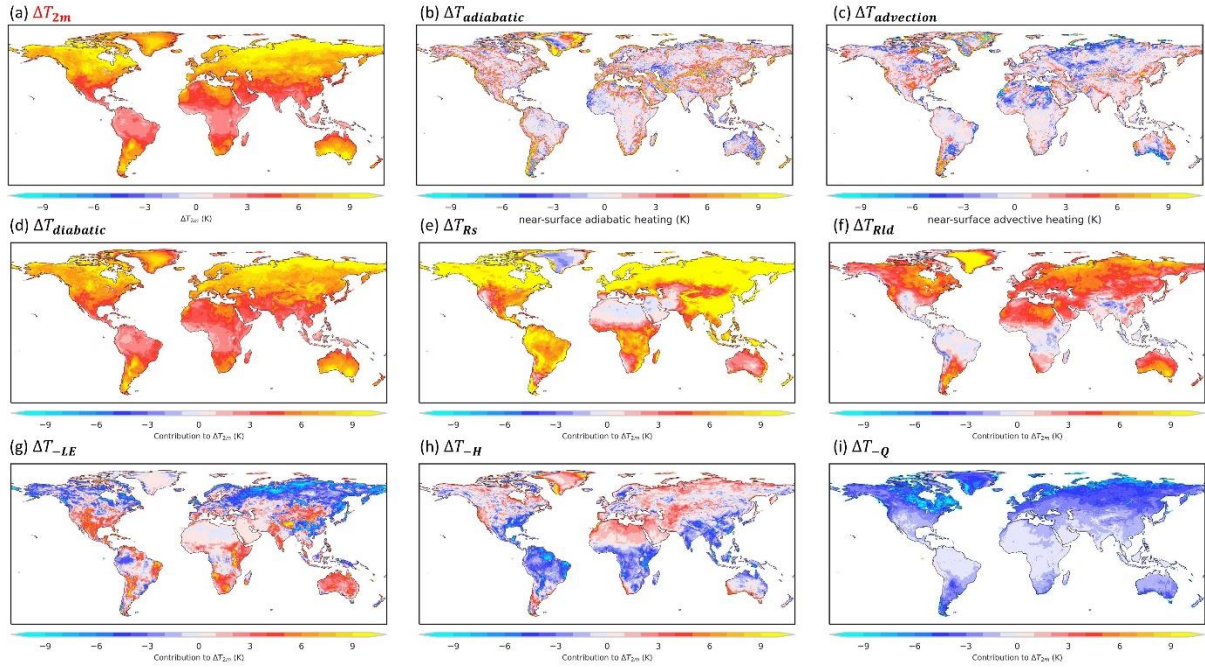 (a) ΔT2m
(b) ΔTadiabatic
(c) ΔTadvection
−9 −6 −3 0 3 6 9
ΔT2m (K)
−9 −6 −3 0 3 6 9
near-surface adiabatic heating (K)
−9 −6 −3 0 3 6 9
near-surface advective heating (K)
(d) ΔTdiabatic
(e) ΔTRs
(f) ΔTRld
−9 −6 −3 0 3 6 9
Contribution to ΔT2m (K)
−9 −6 −3 0 3 6 9
Contribution to ΔT2m (K)
−9 −6 −3 0 3 6 9
Contribution to ΔT2m (K)
(g) ΔT−LE
(h) ΔT−H
(i) ΔT−Q
−9 −6 −3 0 3 6 9
Contribution to ΔT2m (K)
−9 −6 −3 0 3 6 9
Contribution to ΔT2m (K)
−9 −6 −3 0 3 6 9
Contribution to ΔT2m (K)